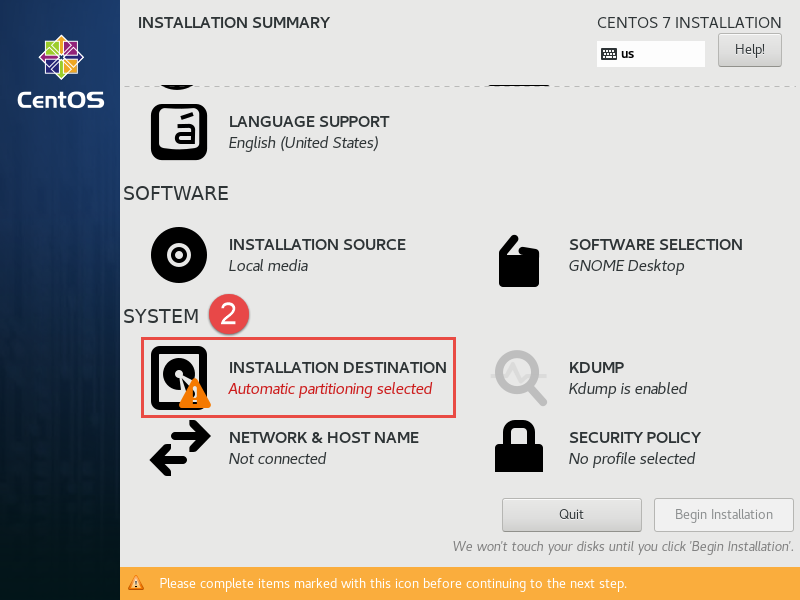 INSTALLATION SUMMARY
CENTOS 7 INSTALLATION
us
Help!
CentOS
LANGUAGE SUPPORT
English (United States)
SOFTWARE
INSTALLATION SOURCE
Local media
SOFTWARE SELECTION
GNOME Desktop
SYSTEM
2
INSTALLATION DESTINATION
Automatic partitioning selected
KDUMP
Kdump is enabled
NETWORK & HOST NAME
Not connected
SECURITY POLICY
No profile selected
Quit
Begin Installation
We won't touch your disks until you click 'Begin Installation'.
Please complete items marked with this icon before continuing to the next step.